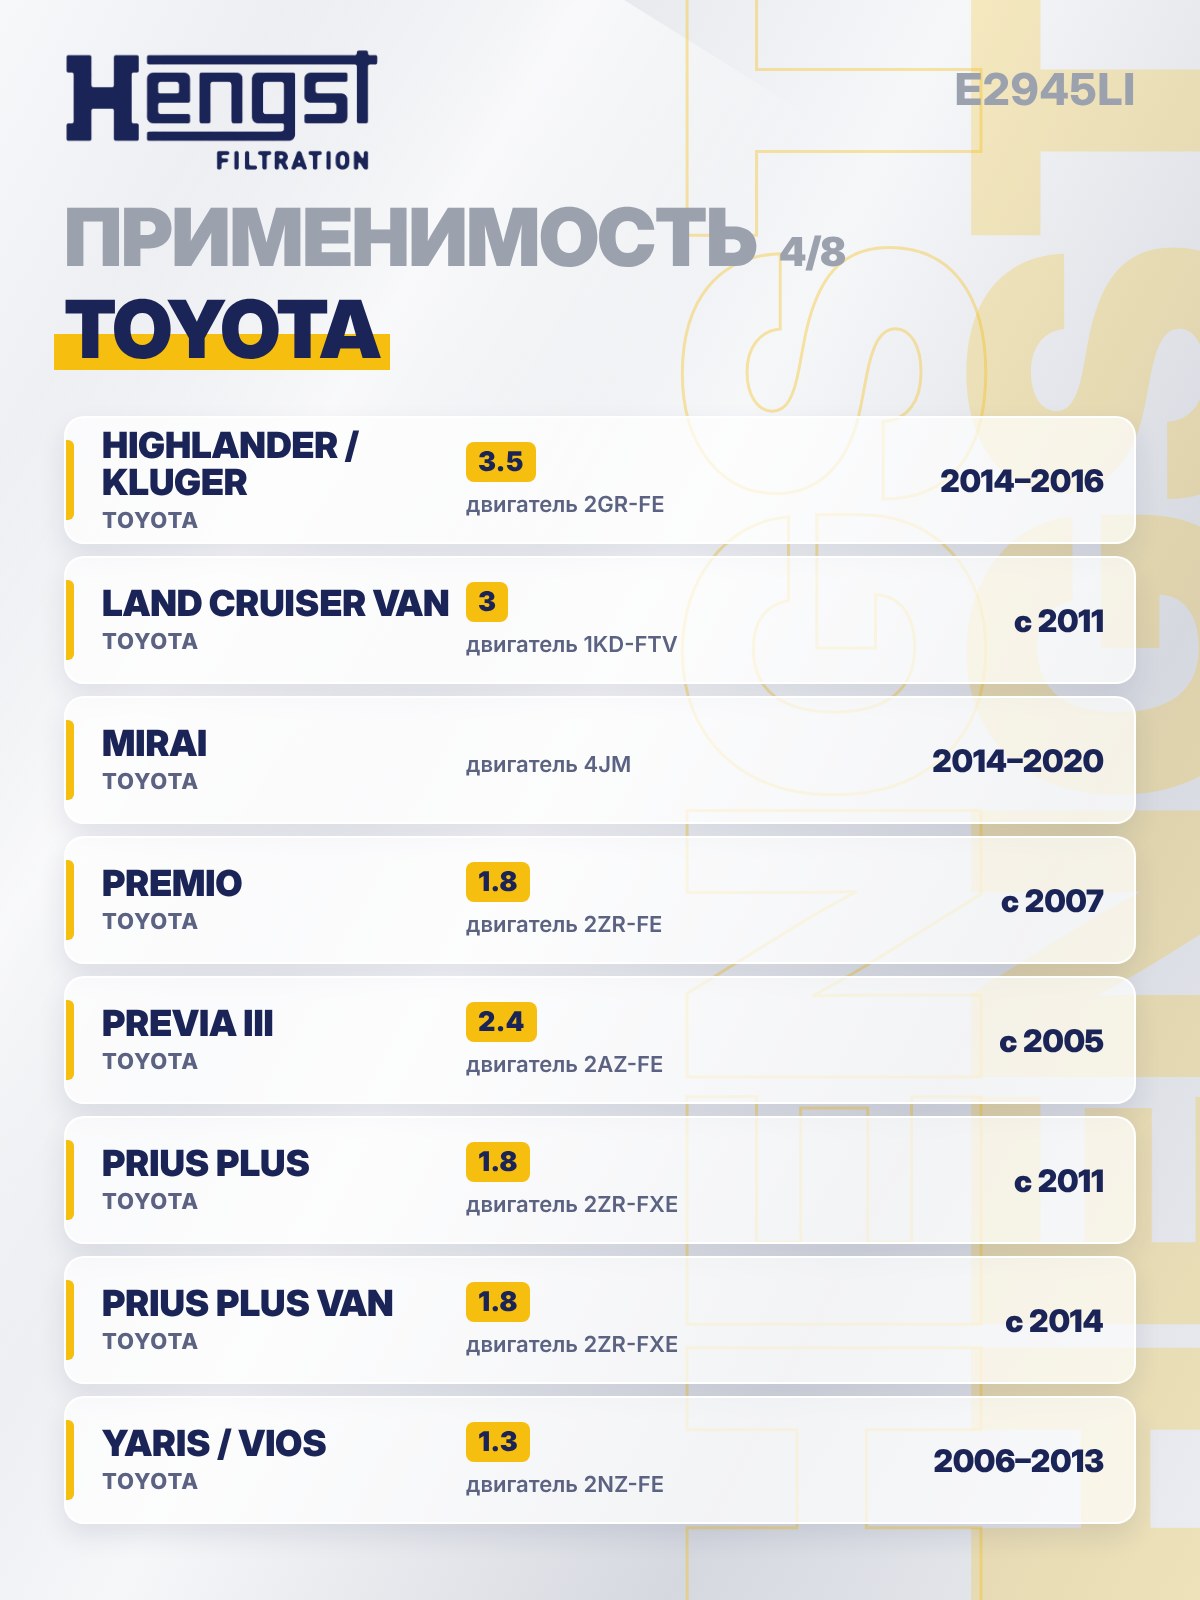 Hengst
FILTRATION
E2945LI
ПРИМЕНИМОСТЬ 4/8
TOYOTA
HIGHLANDER /
KLUGER
TOYOTA
3.5
двигатель 2GR-FE
2014–2016
LAND CRUISER VAN
TOYOTA
3
двигатель 1KD-FTV
с 2011
MIRAI
TOYOTA
двигатель 4JM
2014–2020
PREMIO
TOYOTA
1.8
двигатель 2ZR-FE
с 2007
PREVIA III
TOYOTA
2.4
двигатель 2AZ-FE
с 2005
PRIUS PLUS
TOYOTA
1.8
двигатель 2ZR-FXE
с 2011
PRIUS PLUS VAN
TOYOTA
1.8
двигатель 2ZR-FXE
с 2014
YARIS / VIOS
TOYOTA
1.3
двигатель 2NZ-FE
2006–2013
HENGST
HENGST